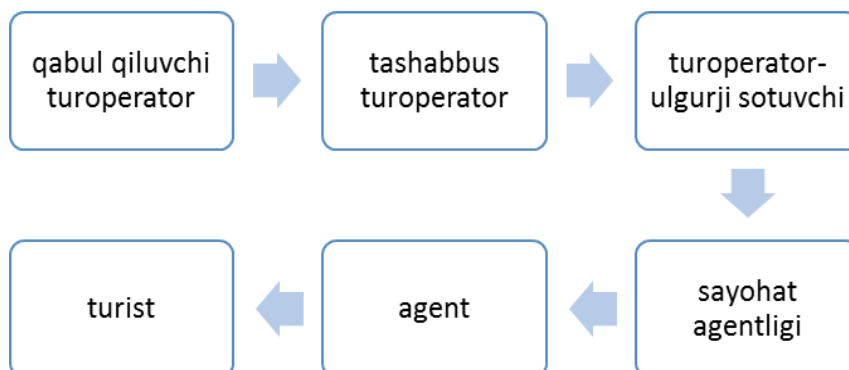 qabul qiluvchi
turoperator
tashabbus
turoperator
turoperator-
ulgurji sotuvchi
sayohat
agentligi
agent
turist